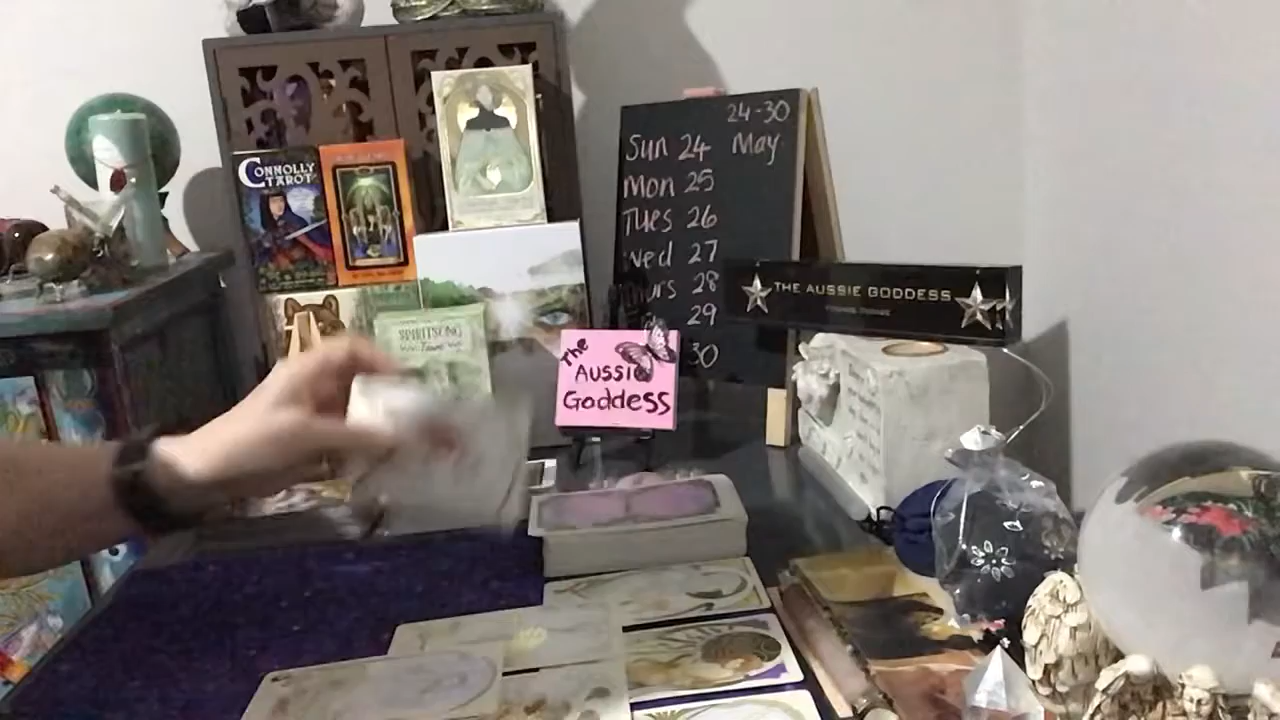 CONNOLLY
TAROT
SPIRITSONG
24-30
May
Sun 24
Mon 25
Tues 26
Wed 27
28
29
30
THE AUSSIE GODDESS
The
Aussie
Goddess